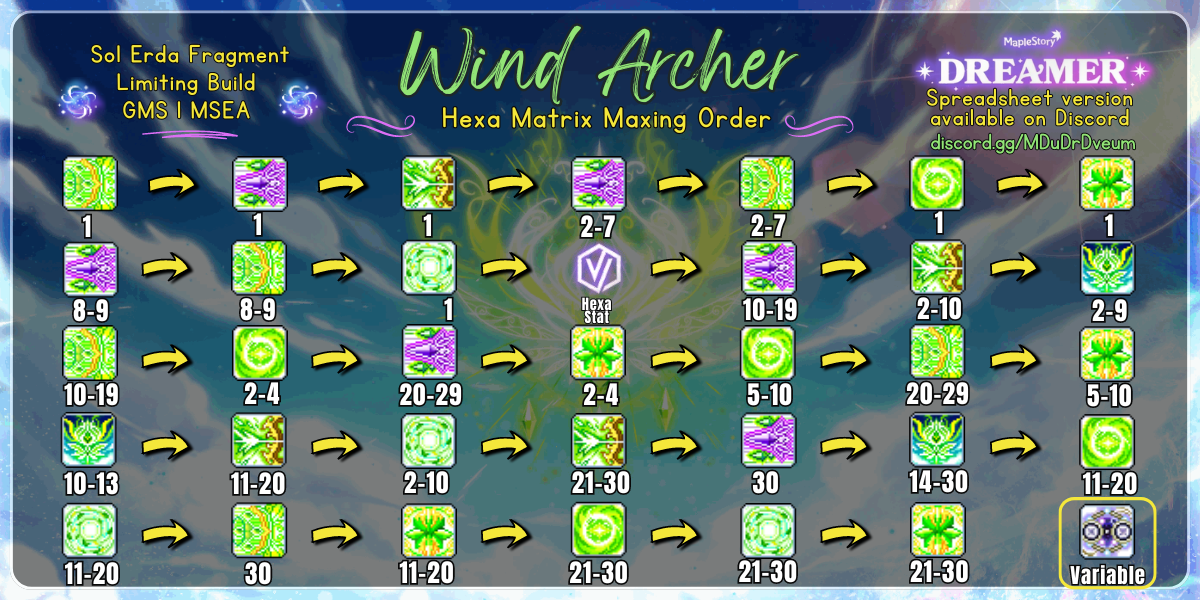 Sol Erda Fragment
Limiting Build
GMS | MSEA
Wind Archer
Hexa Matrix Maxing Order
MapleStory
DREAMER
Spreadsheet version
available on Discord
discord.gg/MDuDrDveum
1 1 1 2-7 2-7 1 1
8-9 8-9 1 Hexa Stat 10-19 2-10 2-9
10-19 2-4 20-29 2-4 5-10 20-29 5-10
10-13 11-20 2-10 21-30 30 14-30 11-20
11-20 30 11-20 21-30 21-30 21-30 Variable